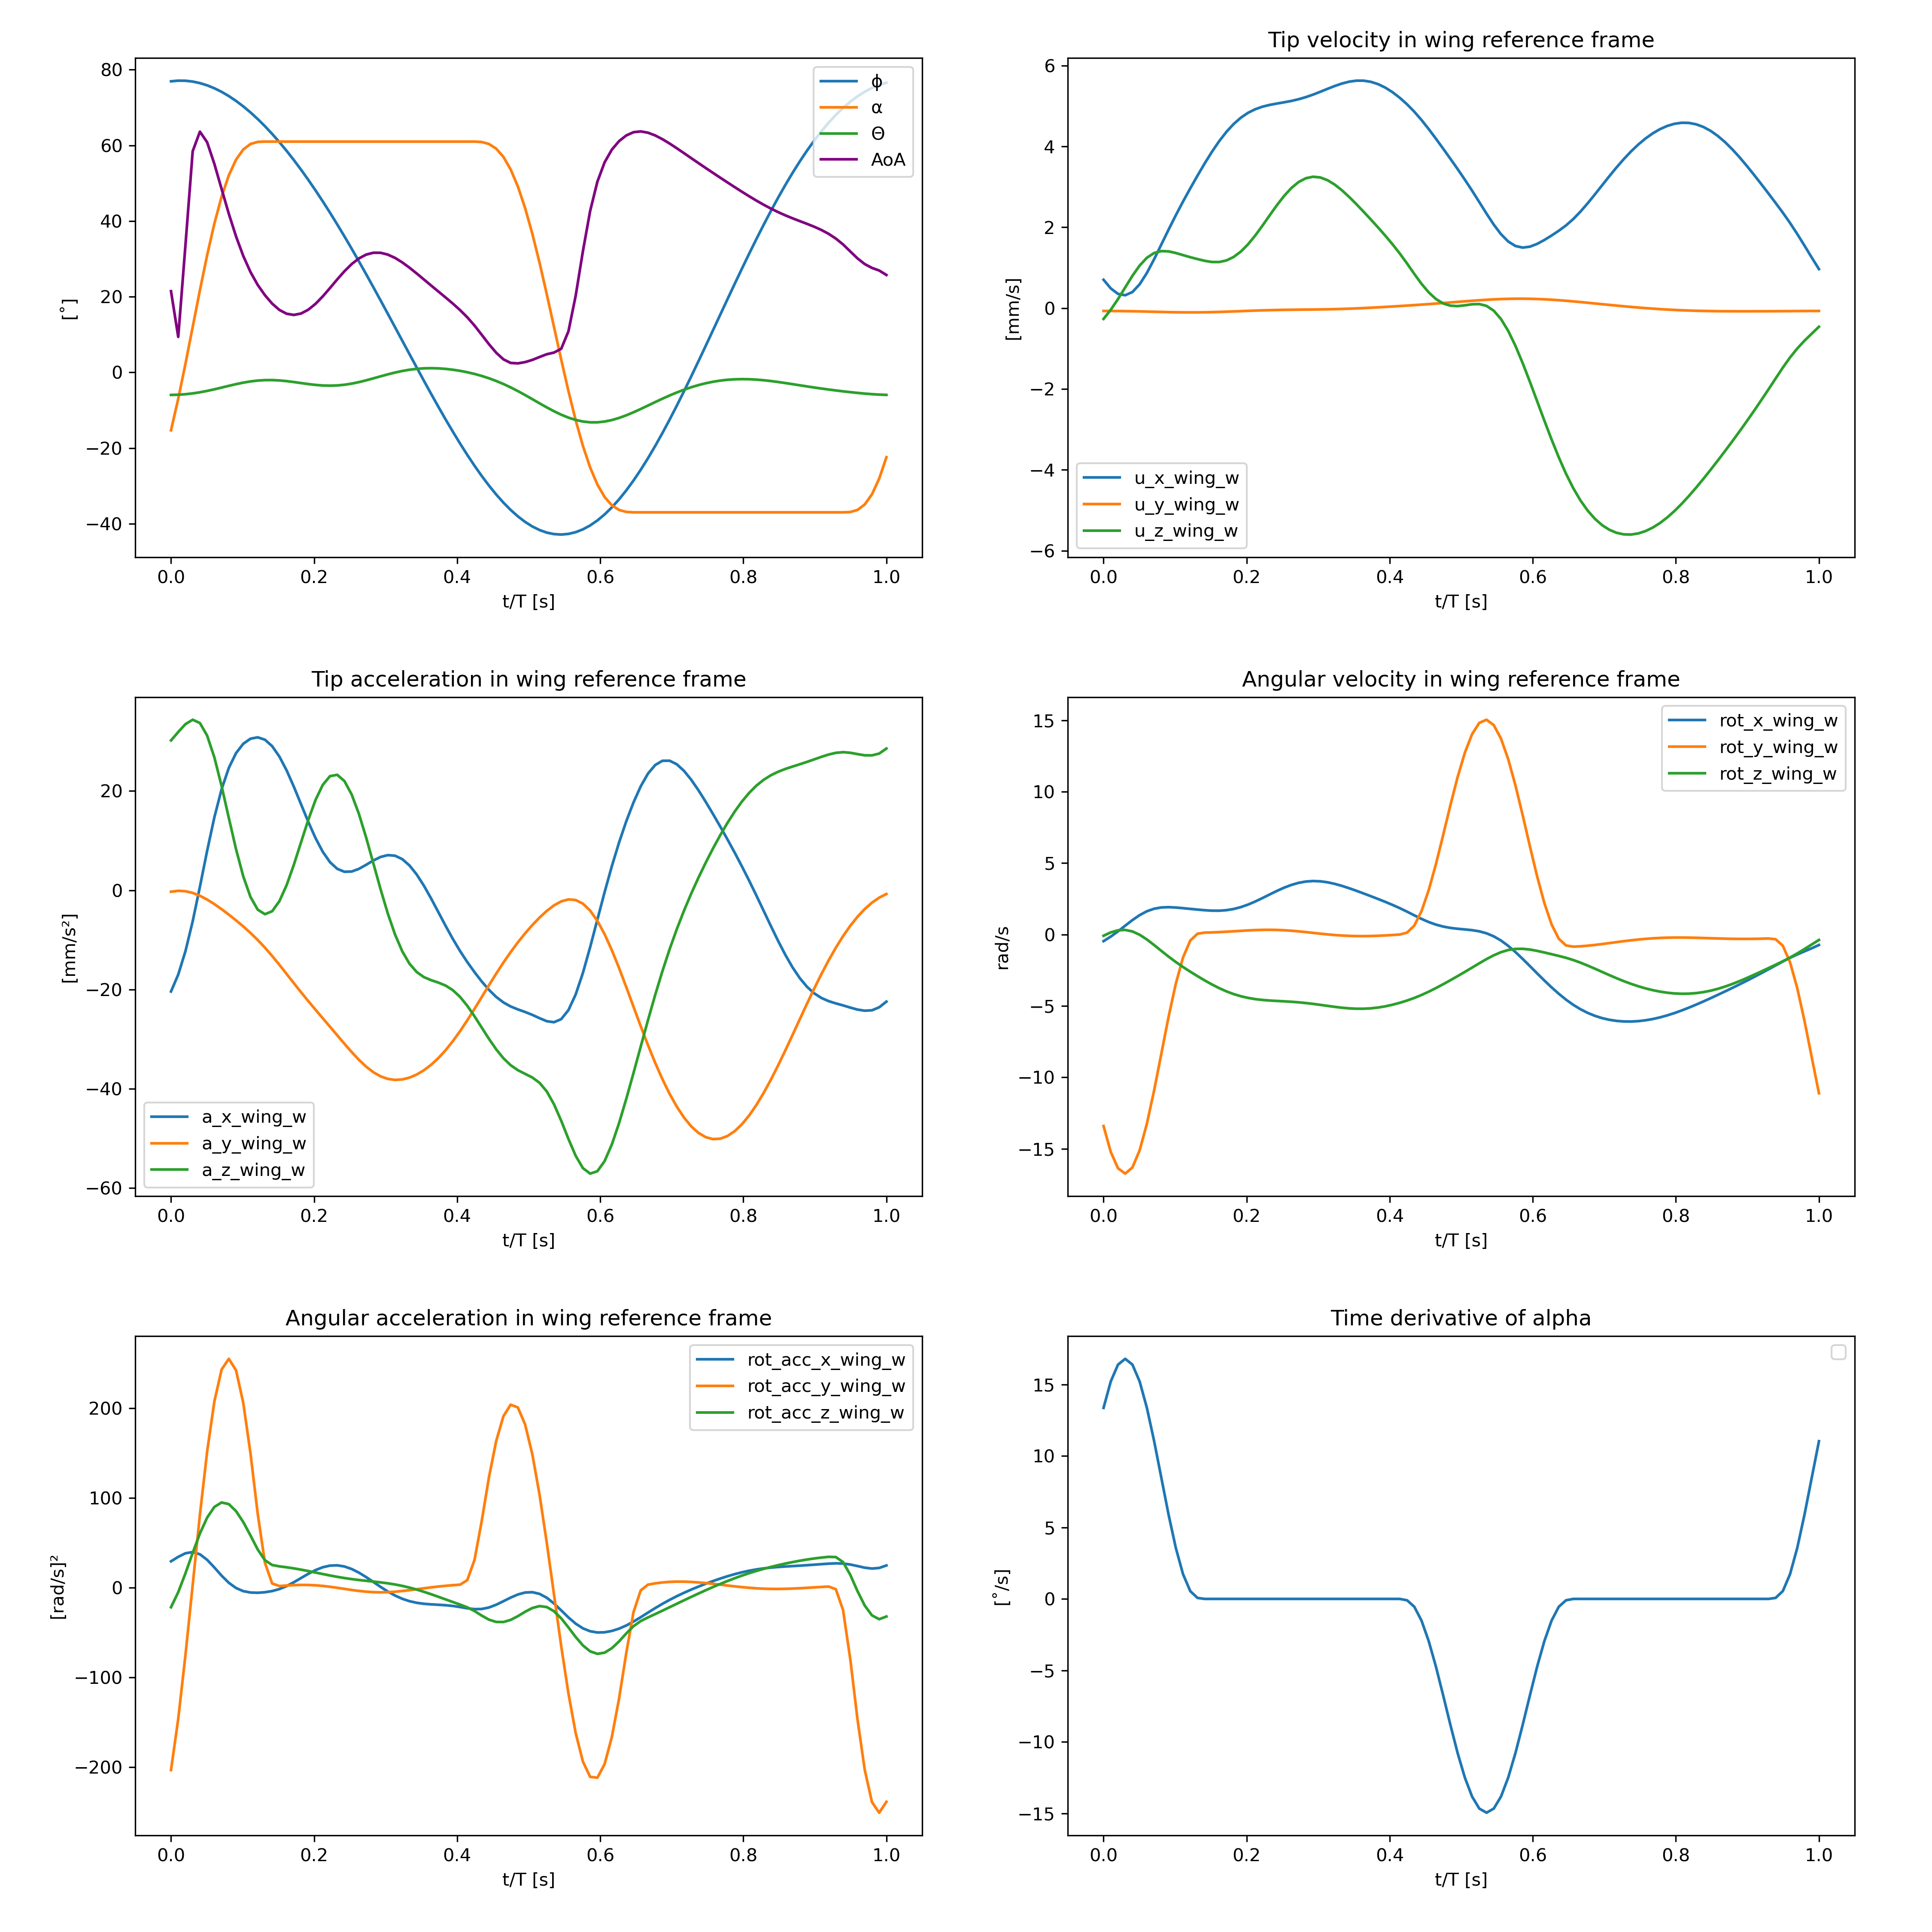 80
60
40
20
0
−20
−40
[˚]
0.0 0.2 0.4 0.6 0.8 1.0
t/T [s]
ϕ
α
Θ
AoA
Tip velocity in wing reference frame
6
4
2
0
−2
−4
−6
[mm/s]
0.0 0.2 0.4 0.6 0.8 1.0
t/T [s]
u_x_wing_w
u_y_wing_w
u_z_wing_w
Tip acceleration in wing reference frame
20
0
−20
−40
−60
[mm/s²]
0.0 0.2 0.4 0.6 0.8 1.0
t/T [s]
a_x_wing_w
a_y_wing_w
a_z_wing_w
Angular velocity in wing reference frame
15
10
5
0
−5
−10
−15
rad/s
0.0 0.2 0.4 0.6 0.8 1.0
t/T [s]
rot_x_wing_w
rot_y_wing_w
rot_z_wing_w
Angular acceleration in wing reference frame
200
100
0
−100
−200
[rad/s]²
0.0 0.2 0.4 0.6 0.8 1.0
t/T [s]
rot_acc_x_wing_w
rot_acc_y_wing_w
rot_acc_z_wing_w
Time derivative of alpha
15
10
5
0
−5
−10
−15
[˚/s]
0.0 0.2 0.4 0.6 0.8 1.0
t/T [s]